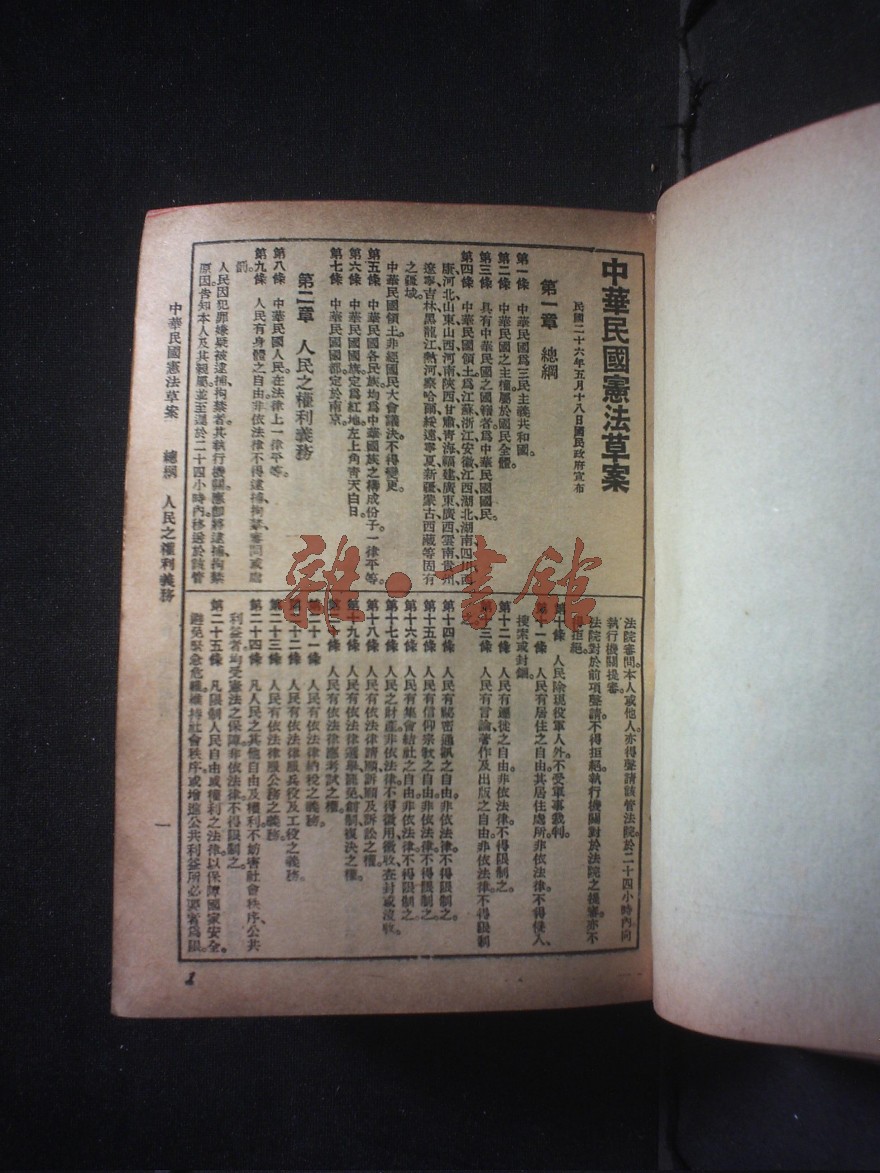 中華民國憲法草案
民國二十六年五月十八日國民政府宣布
第一章 總綱
第一條 中華民國爲三民主義共和國。
第二條 中華民國之主權屬於國民全體。
第三條 具有中華民國之國籍者、爲中華民國國民。
第四條 中華民國領土爲江蘇浙江安徽江西湖北湖南四川西
康河北山東山西河南陝西甘肅靑海福建廣東廣西雲南貴州、
遼寧吉林黑龍江熱河察哈爾綏遠寧夏新疆蒙古西藏等固有
之疆域。
中華民國領土、非經國民大會議決、不得變更。
第五條 中華民國各民族、均爲中華國族之構成份子、一律平等。
第六條 中華民國國旗、定爲紅地左上角靑天白日。
第七條 中華民國國都、定於南京。
第二章 人民之權利義務
第八條 中華民國人民、在法律上一律平等。
第九條 人民有身體之自由、非依法律不得逮捕、拘禁、審問或處
罰。
人民因犯罪嫌疑被逮捕拘禁者、其執行機關應卽將逮捕拘禁
原因、告知本人及其親屬、並至遲於二十四小時內移送於該管
法院審問、本人或他人亦得聲請該管法院於二十四小時內向
執行機關提審。
法院對於前項聲請、不得拒絕、執行機關對於法院之提審、亦不
得拒絕。
第十條 人民除現役軍人外、不受軍事裁判。
第十一條 人民有居住之自由、其居住處所、非依法律、不得侵入、
搜索或封錮。
第十二條 人民有遷徙之自由、非依法律、不得限制之。
第十三條 人民有言論著作及出版之自由、非依法律、不得限制
第十四條 人民有秘密通訊之自由、非依法律、不得限制之。
第十五條 人民有信仰宗敎之自由、非依法律、不得限制之。
第十六條 人民有集會結社之自由、非依法律、不得限制之。
第十七條 人民之財產、非依法律、不得徵用、徵收、查封或沒收。
第十八條 人民有依法律請願訴願及訴訟之權。
第十九條 人民有依法律選舉罷免創制複決之權。
第二十條 人民有依法律應考試之權。
第二十一條 人民有依法律納稅之義務。
第二十二條 人民有依法律服兵役及工役之義務。
第二十三條 人民有依法律服公務之義務。
第二十四條 凡人民之其他自由及權利、不妨害社會秩序、公共
利益者、均受憲法之保障、非依法律、不得限制之。
第二十五條 凡限制人民自由或權利之法律、以保障國家安全、
避免緊急危難、維持社會秩序、或增進公共利益所必要者爲限。
中華民國憲法草案 總綱 人民之權利義務 一
1
雜·書館